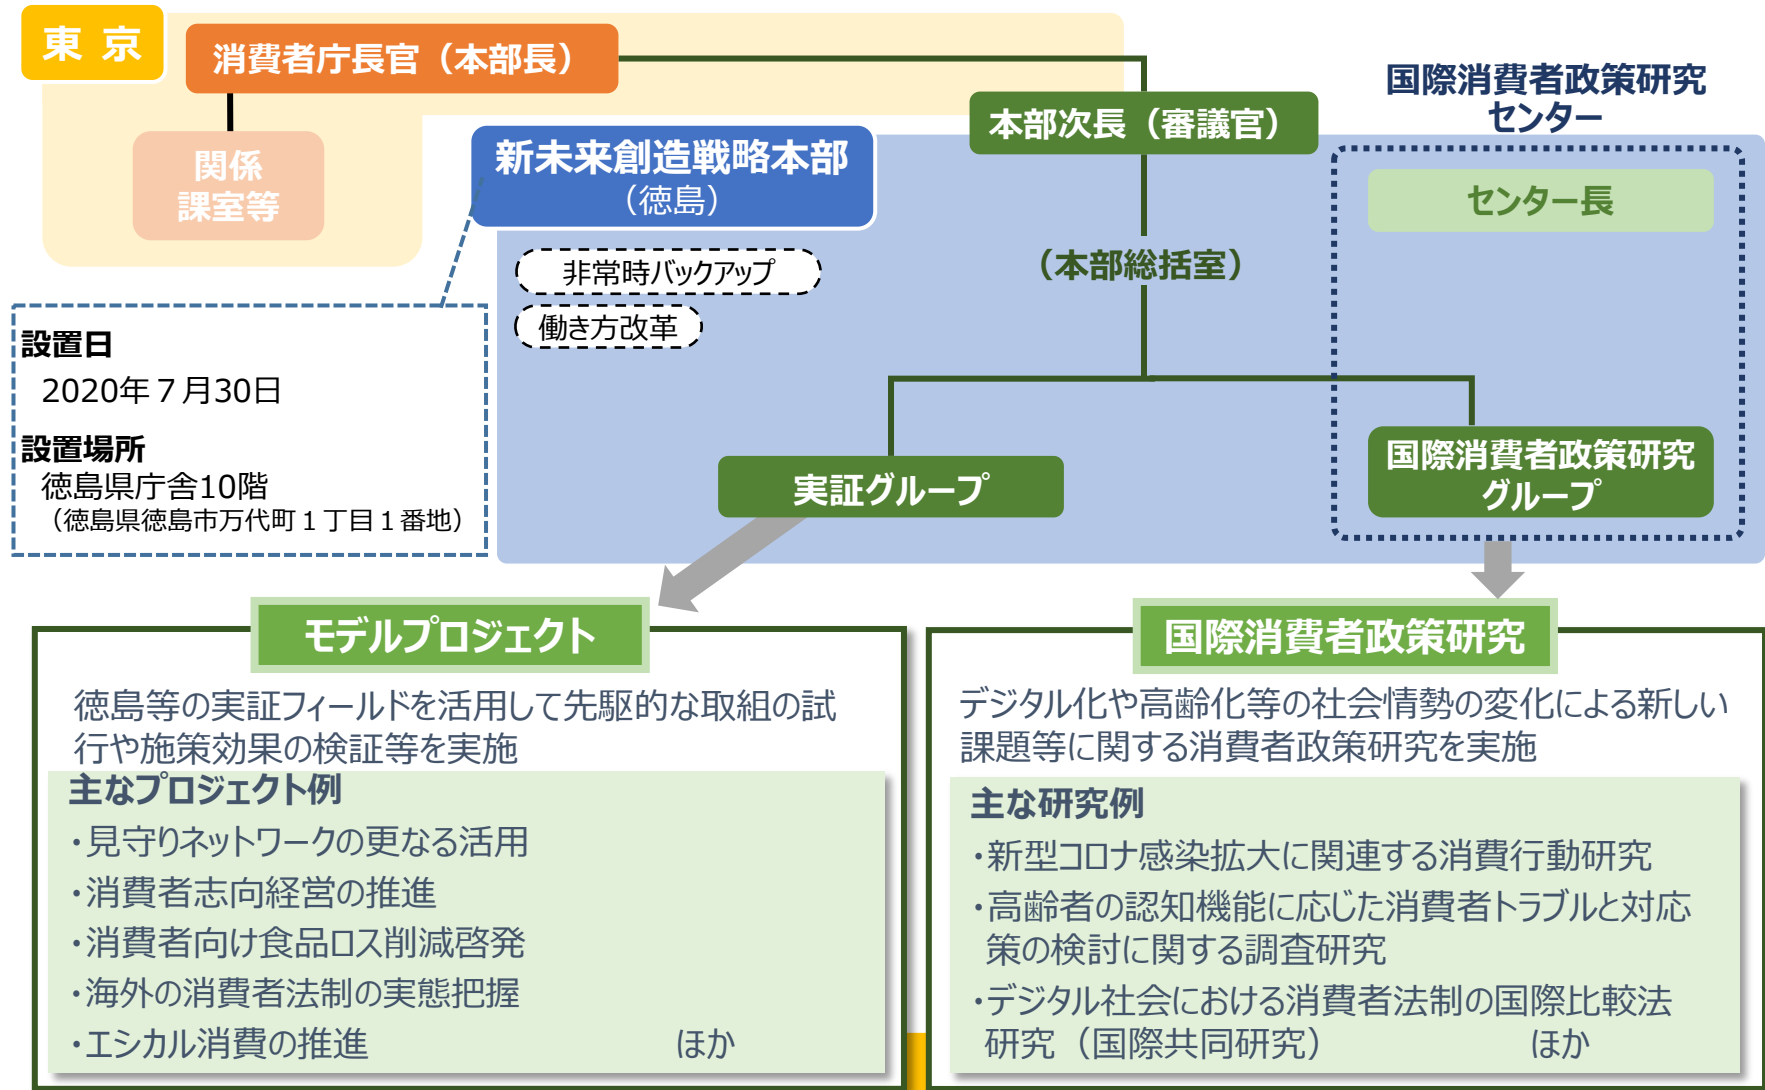 東 京
消費者庁長官（本部長）
関係
課室等
新未来創造戦略本部
（徳島）
本部次長（審議官）
国際消費者政策研究
センター
センター長
非常時バックアップ
働き方改革
（本部総括室）
設置日
2020年７月30日
設置場所
徳島県庁舎10階
（徳島県徳島市万代町１丁目１番地）
実証グループ
国際消費者政策研究
グループ
モデルプロジェクト
徳島等の実証フィールドを活用して先駆的な取組の試
行や施策効果の検証等を実施
主なプロジェクト例
・見守りネットワークの更なる活用
・消費者志向経営の推進
・消費者向け食品ロス削減啓発
・海外の消費者法制の実態把握
・エシカル消費の推進 ほか
国際消費者政策研究
デジタル化や高齢化等の社会情勢の変化による新しい
課題等に関する消費者政策研究を実施
主な研究例
・新型コロナ感染拡大に関連する消費行動研究
・高齢者の認知機能に応じた消費者トラブルと対応
策の検討に関する調査研究
・デジタル社会における消費者法制の国際比較法
研究（国際共同研究） ほか